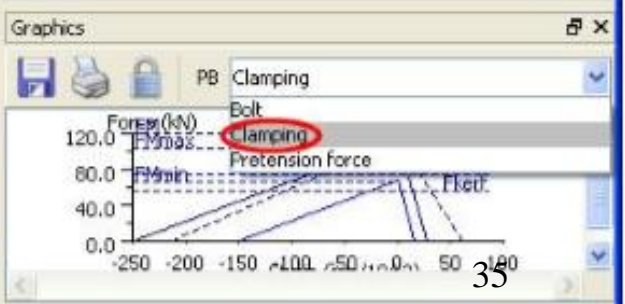 Graphics
PB Clamping
Bolt
Clamping
Pretension force
Force (kN)
120.0 FMmax
80.0 FMmin FKerf
40.0
0.0
-250 -200 -150 -100 -50 0 50 100
35